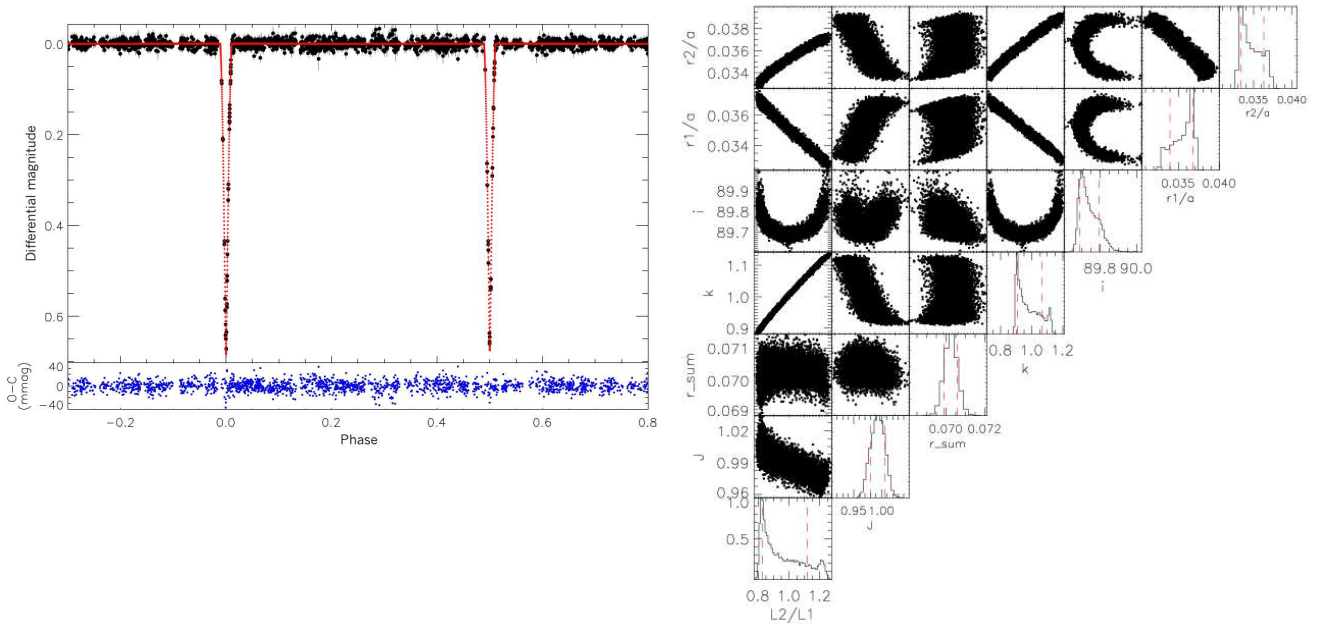 0.0
0.2
0.4
0.6
Differential magnitude
40
0
−40
O−C
(mmag)
−0.2 0.0 0.2 0.4 0.6 0.8
Phase
r2/a
0.038
0.036
0.034
0.035 0.040
r2/a
r1/a
0.036
0.034
0.035 0.040
r1/a
i
89.9
89.8
89.7
89.8 90.0
i
k
1.1
1.0
0.9
0.8 1.0 1.2
k
r_sum
0.071
0.070
0.069
0.070 0.072
r_sum
J
1.02
0.99
0.96
0.95 1.00
J
1.0
0.5
0.8 1.0 1.2
L2/L1